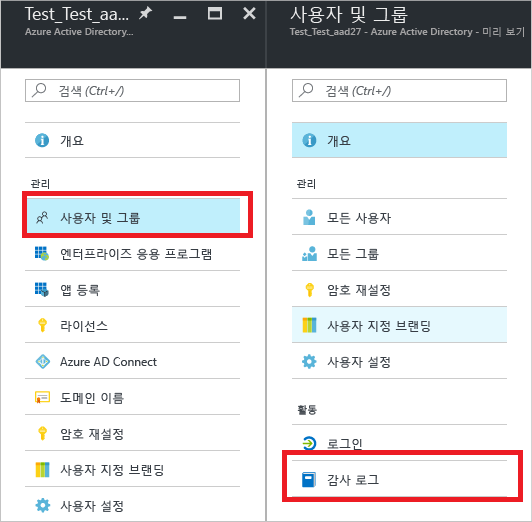 Test_Test_aa...
Azure Active Directory...
검색 (Ctrl+/)
개요
관리
사용자 및 그룹
엔터프라이즈 응용 프로그램
앱 등록
라이선스
Azure AD Connect
도메인 이름
암호 재설정
사용자 지정 브랜딩
사용자 설정
사용자 및 그룹
Test_Test_aad27 - Azure Active Directory - 미리 보기
검색 (Ctrl+/)
개요
관리
모든 사용자
모든 그룹
암호 재설정
사용자 지정 브랜딩
사용자 설정
활동
로그인
감사 로그